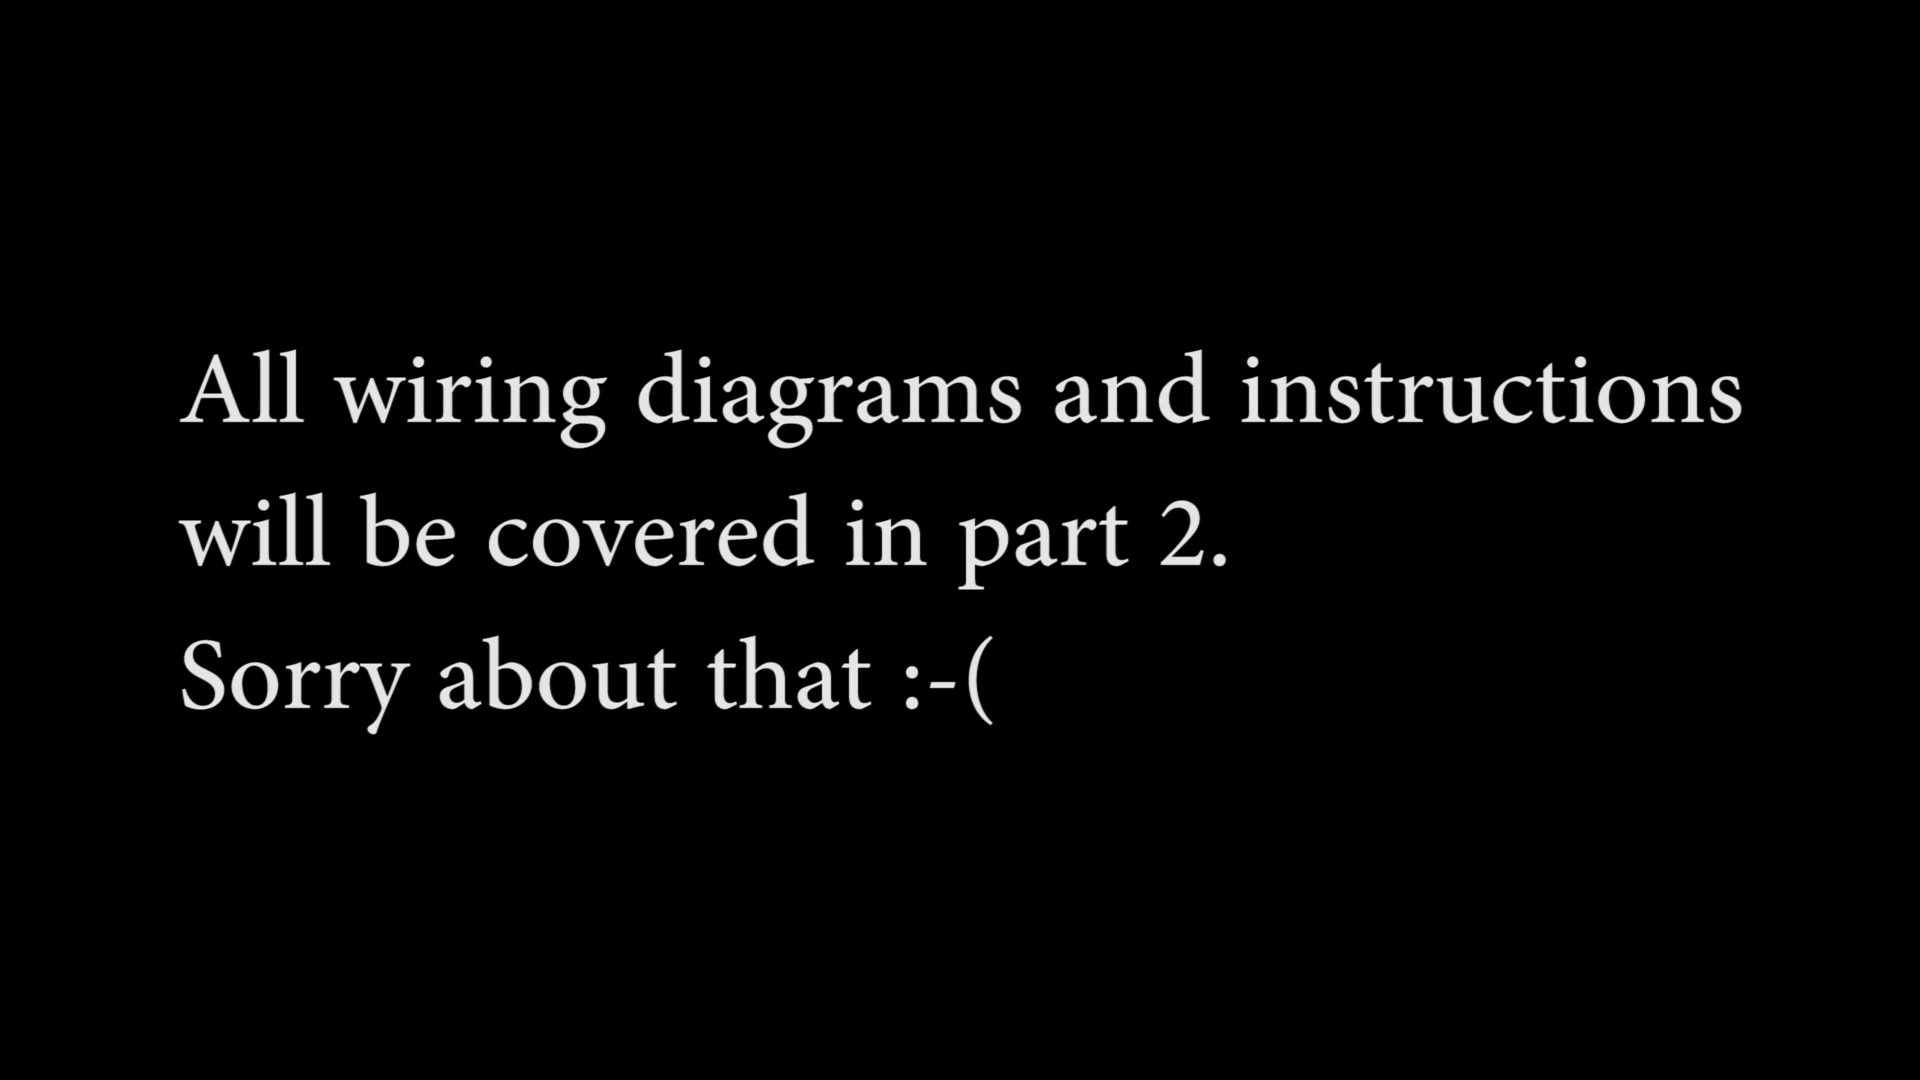 All wiring diagrams and instructions
will be covered in part 2.
Sorry about that :-(